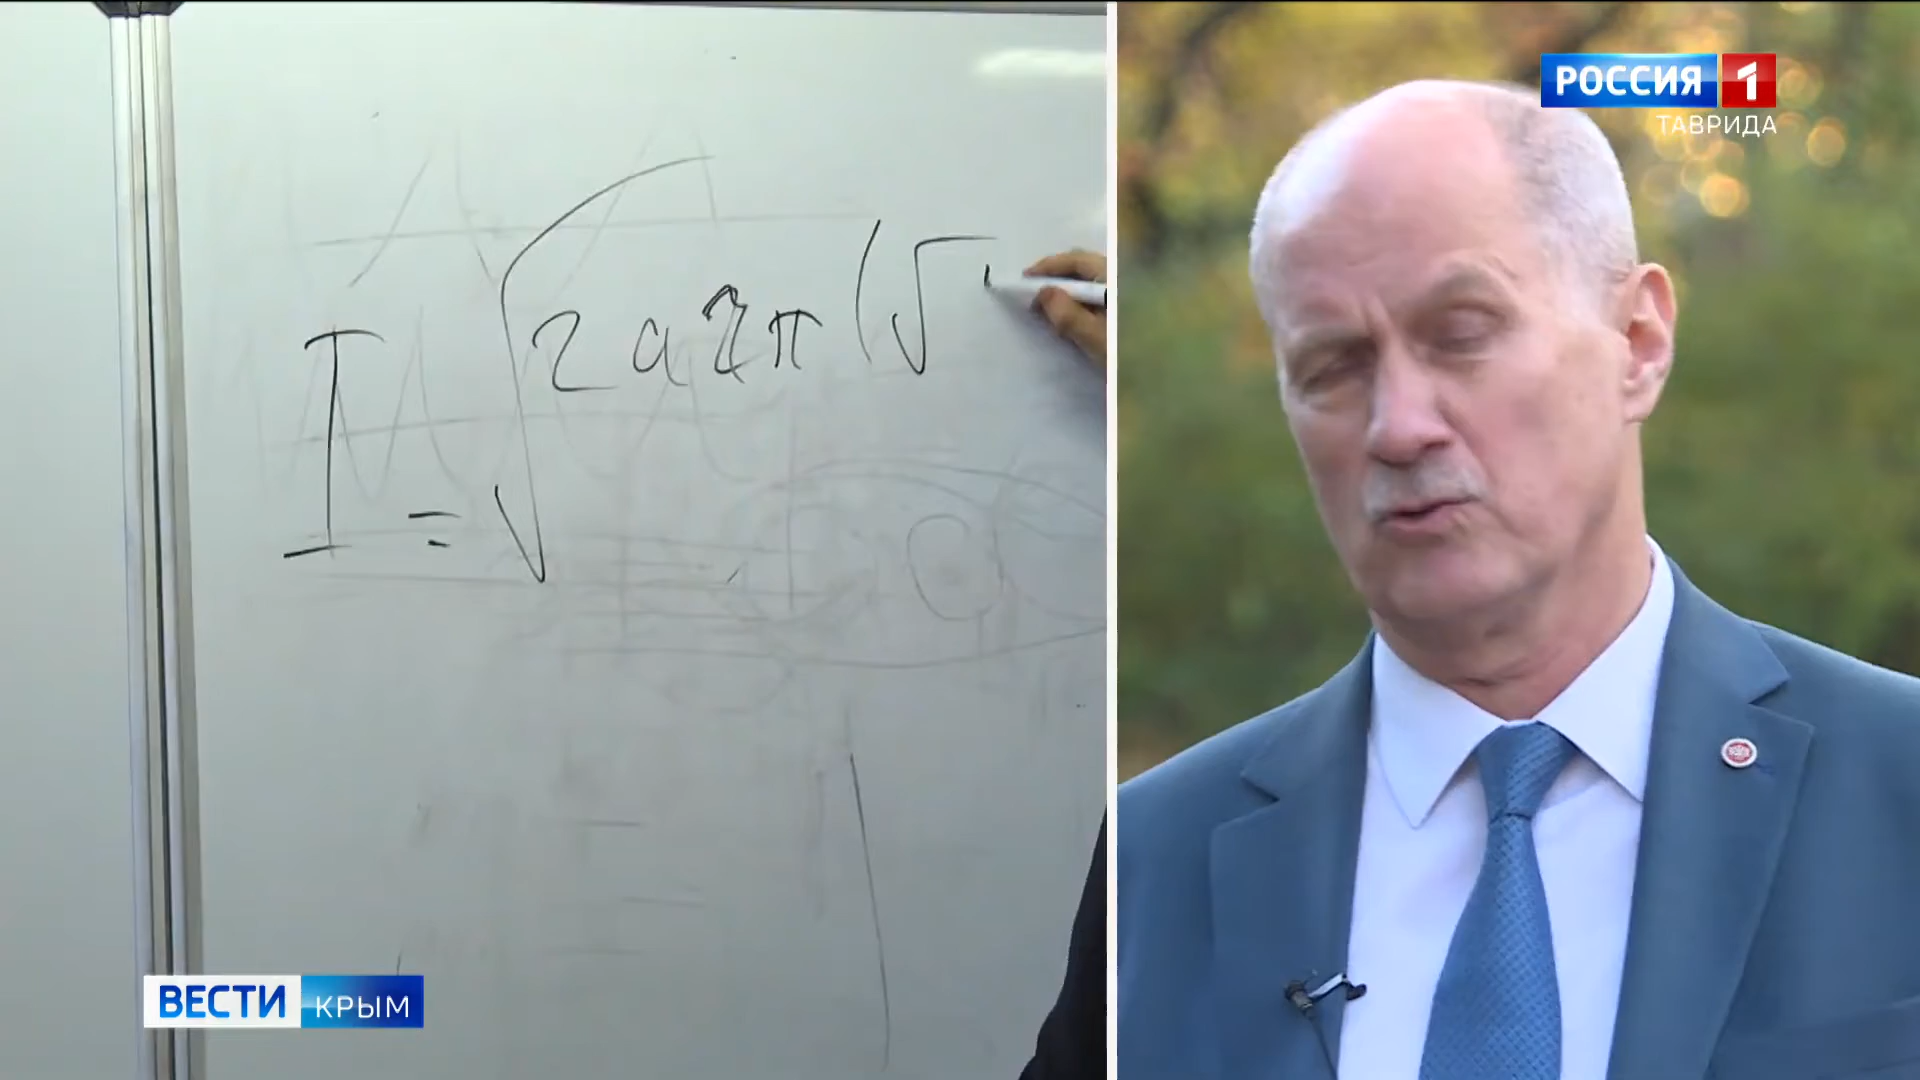 I = √2a2π(√
РОССИЯ 1
ТАВРИДА
ВЕСТИ КРЫМ